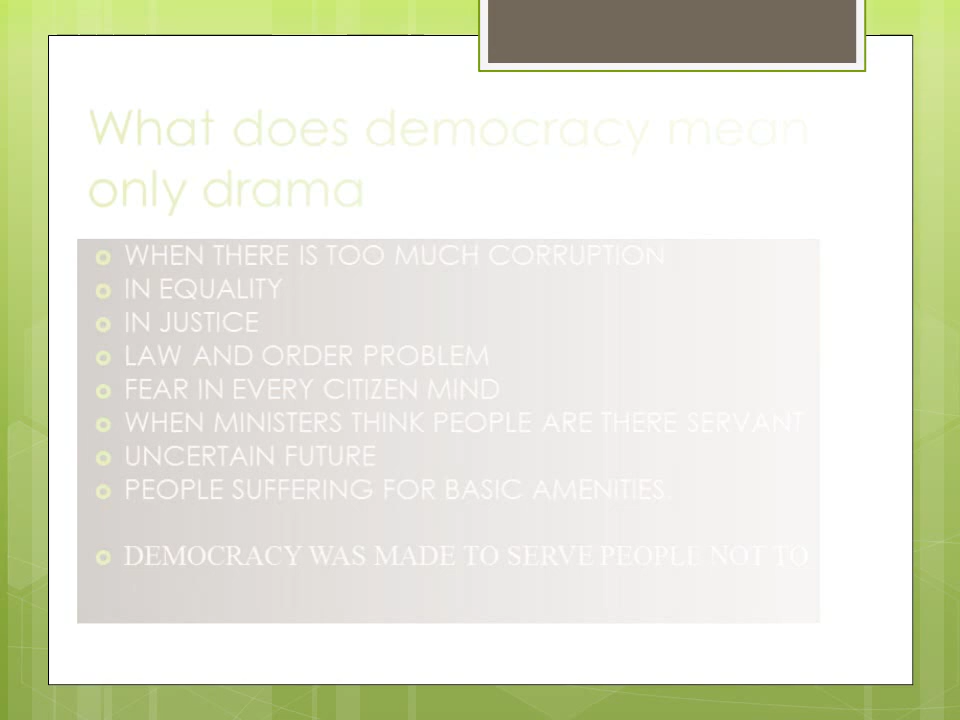 What does democracy mean
only drama
WHEN THERE IS TOO MUCH CORRUPTION
IN EQUALITY
IN JUSTICE
LAW AND ORDER PROBLEM
FEAR IN EVERY CITIZEN MIND
WHEN MINISTERS THINK PEOPLE ARE THERE SERVANT
UNCERTAIN FUTURE
PEOPLE SUFFERING FOR BASIC AMENITIES.
DEMOCRACY WAS MADE TO SERVE PEOPLE NOT TO